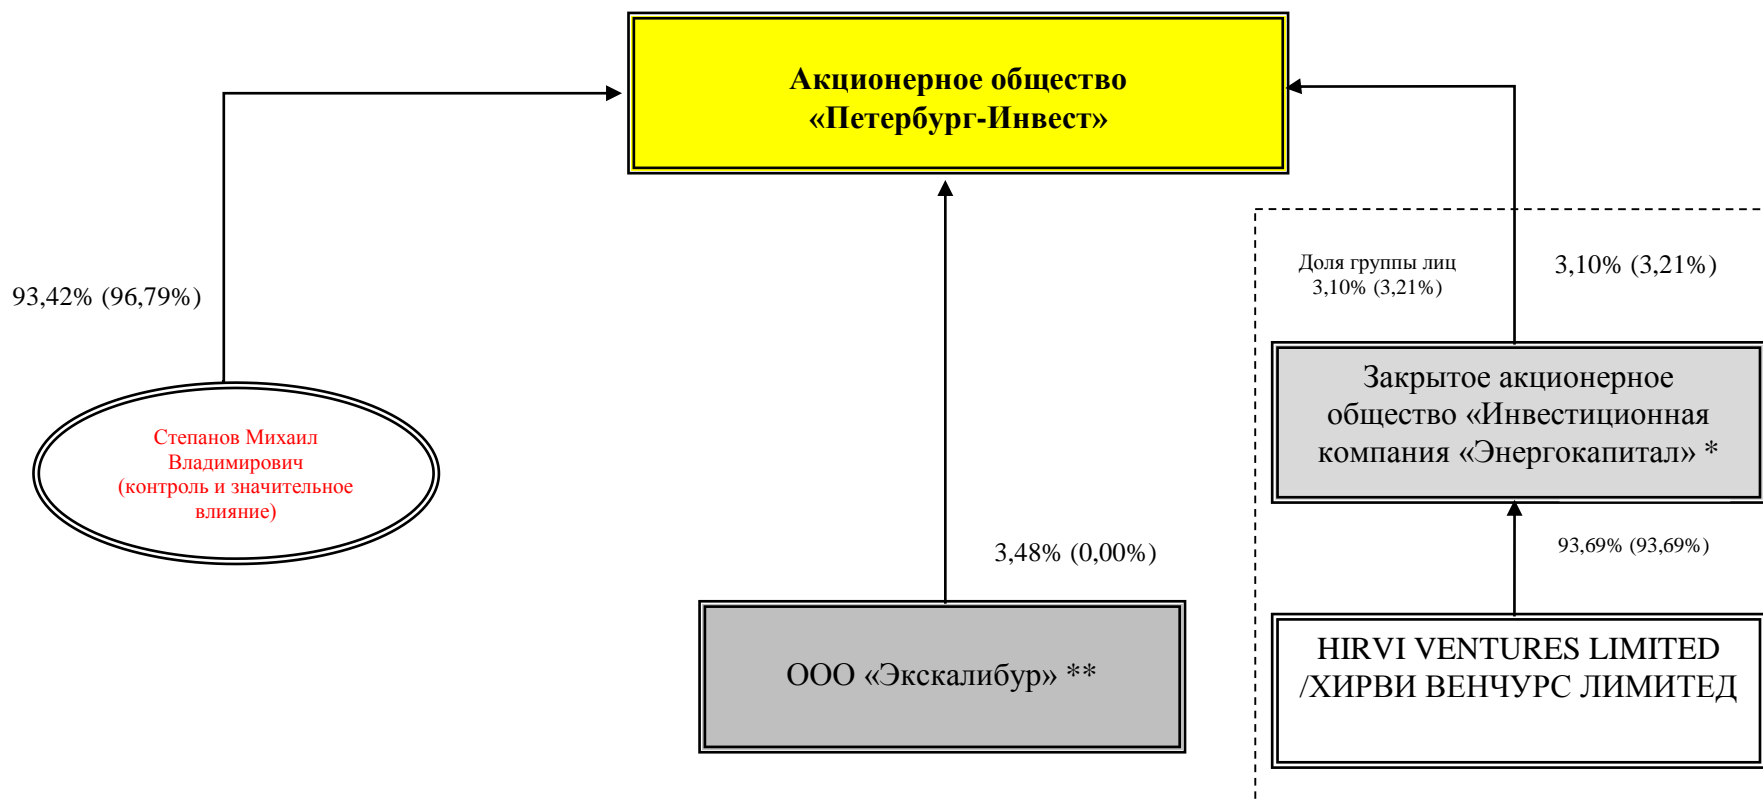 Акционерное общество
«Петербург-Инвест»
93,42% (96,79%)
Доля группы лиц
3,10% (3,21%)
3,10% (3,21%)
Степанов Михаил
Владимирович
(контроль и значительное
влияние)
Закрытое акционерное
общество «Инвестиционная
компания «Энергокапитал» *
3,48% (0,00%)
93,69% (93,69%)
ООО «Экскалибур» **
HIRVI VENTURES LIMITED
/ХИРВИ ВЕНЧУРС ЛИМИТЕД